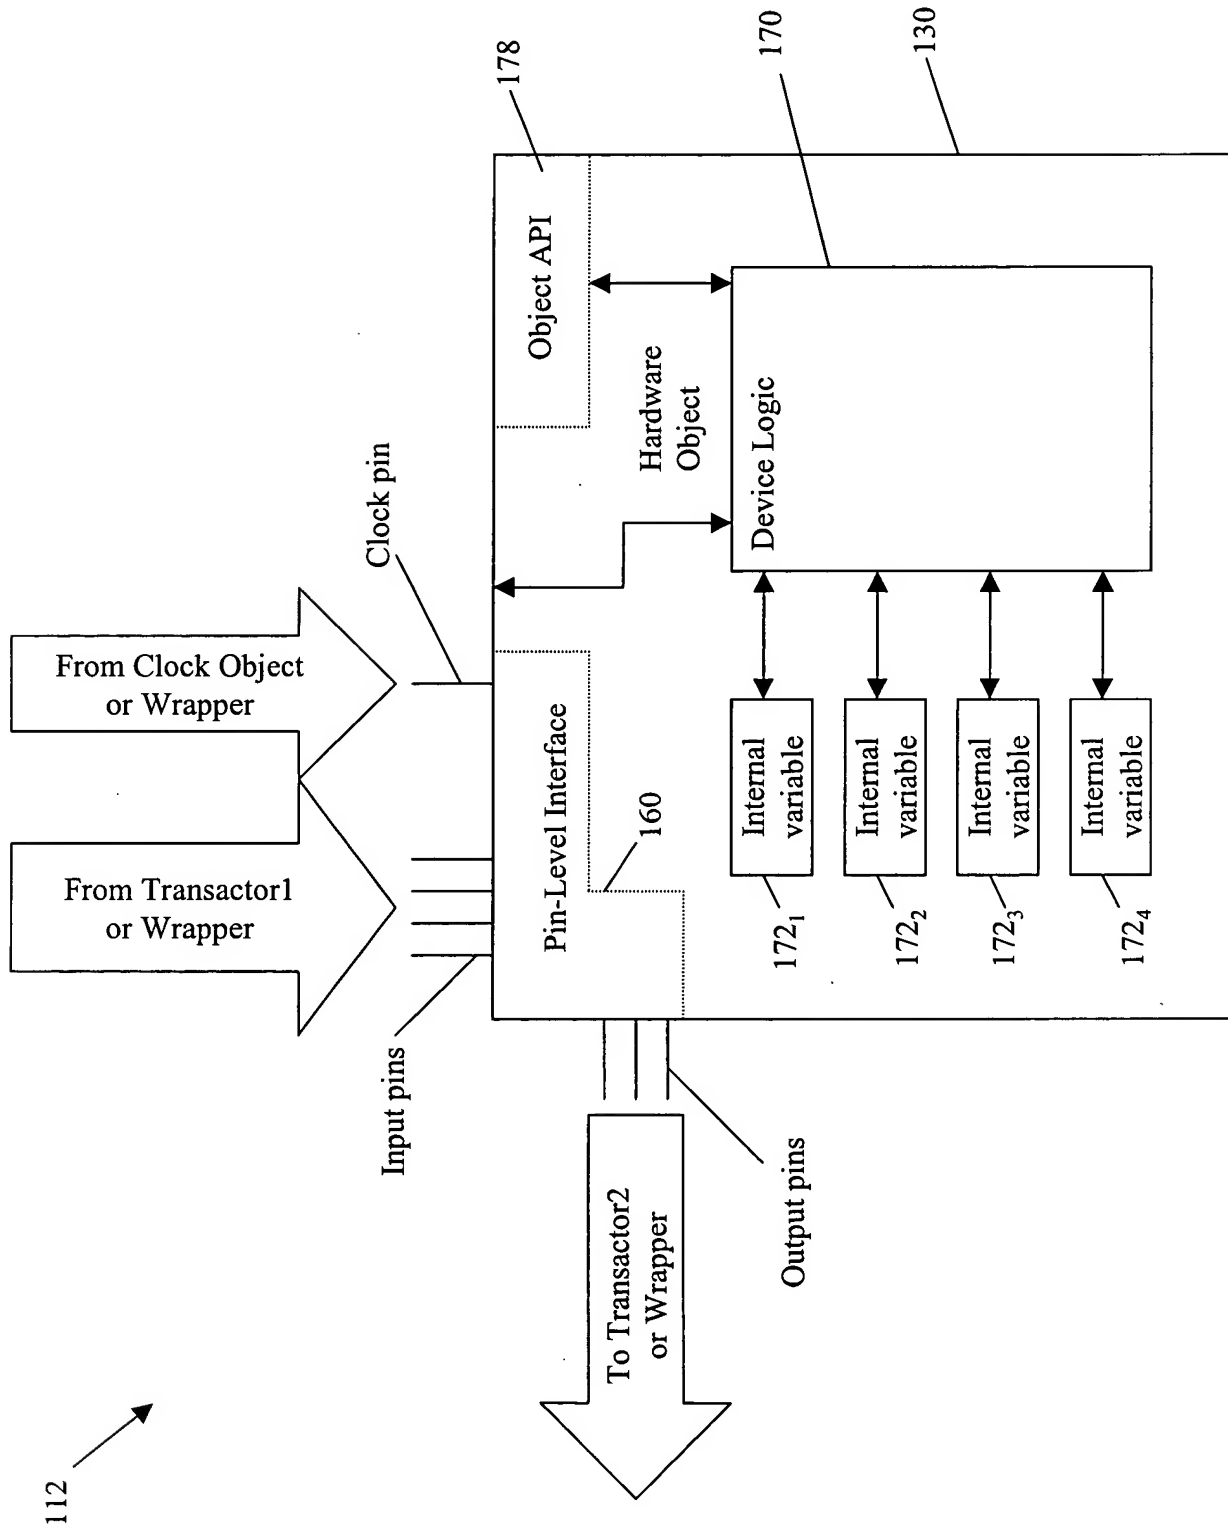 112
From Transactor1
or Wrapper
From Clock Object
or Wrapper
Input pins
Clock pin
178
170
130
To Transactor2
or Wrapper
Output pins
Pin-Level Interface
160
Object API
Hardware
Object
Device Logic
Internal
variable
Internal
variable
Internal
variable
Internal
variable
172₁
172₂
172₃
172₄